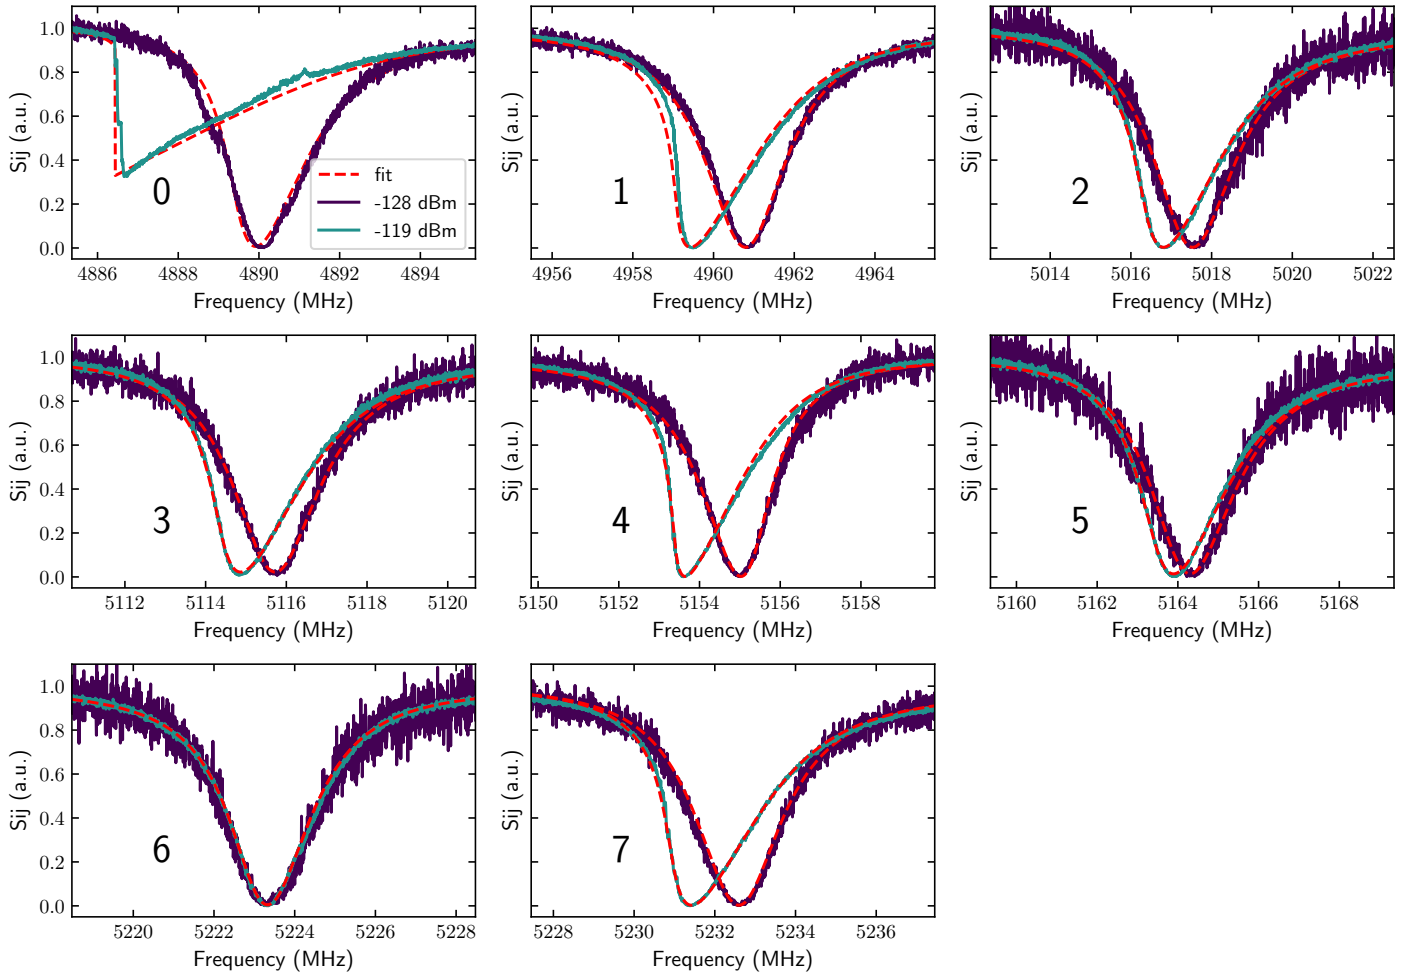 1.0
0.8
0.6
0.4
0.2
0.0
Sij (a.u.)
0
fit
-128 dBm
-119 dBm
4886 4888 4890 4892 4894
Frequency (MHz)
Sij (a.u.)
1
4956 4958 4960 4962 4964
Frequency (MHz)
Sij (a.u.)
2
5014 5016 5018 5020 5022
Frequency (MHz)
1.0
0.8
0.6
0.4
0.2
0.0
Sij (a.u.)
3
5112 5114 5116 5118 5120
Frequency (MHz)
Sij (a.u.)
4
5150 5152 5154 5156 5158
Frequency (MHz)
Sij (a.u.)
5
5160 5162 5164 5166 5168
Frequency (MHz)
1.0
0.8
0.6
0.4
0.2
0.0
Sij (a.u.)
6
5220 5222 5224 5226 5228
Frequency (MHz)
Sij (a.u.)
7
5228 5230 5232 5234 5236
Frequency (MHz)